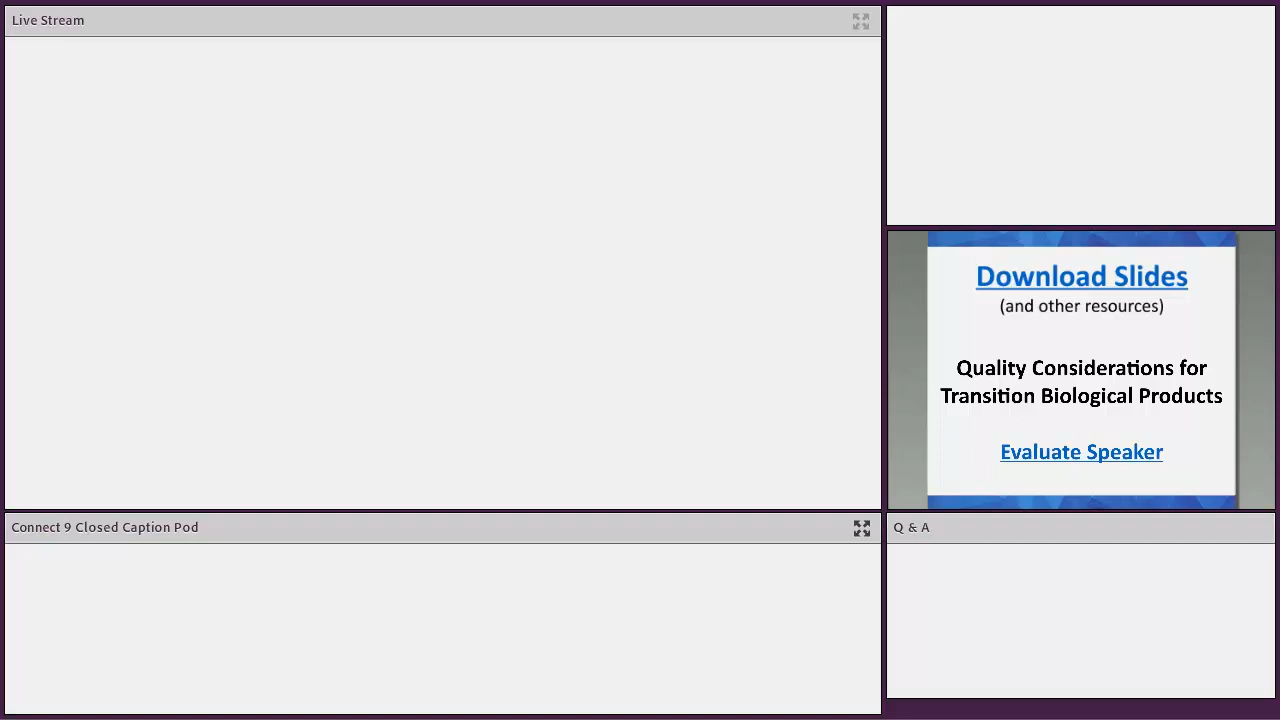 Live Stream
Download Slides
(and other resources)
Quality Considerations for
Transition Biological Products
Evaluate Speaker
Connect 9 Closed Caption Pod
Q & A